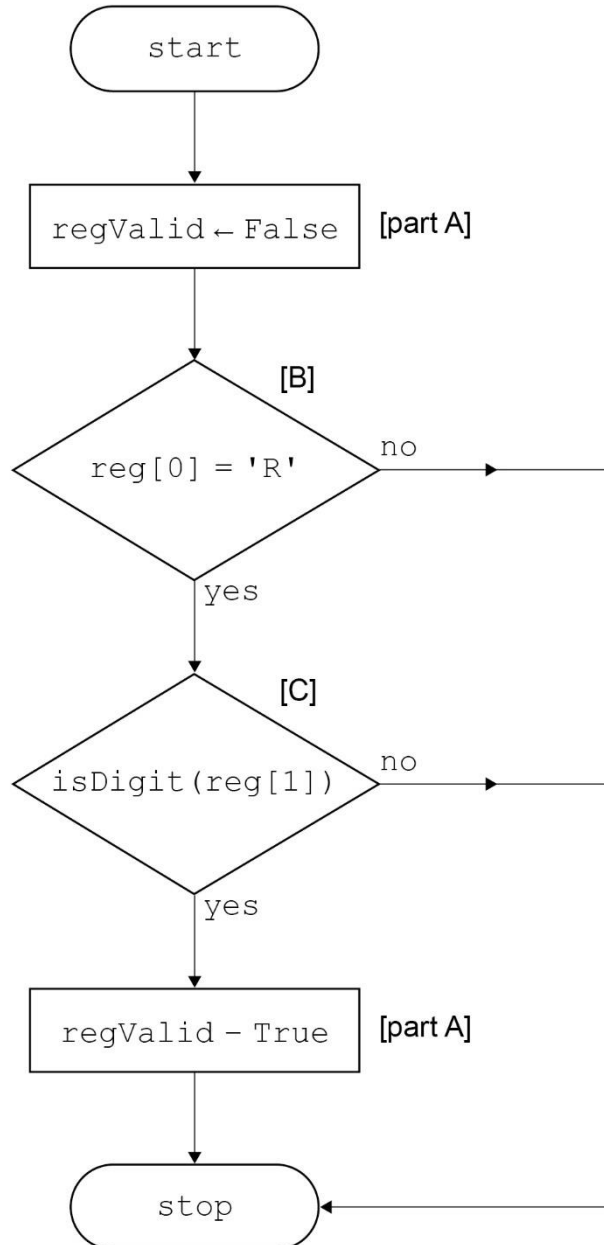 start
regValid ← False [part A]
[B]
reg[0] = 'R'
no
yes
[C]
isDigit(reg[1])
no
yes
regValid – True [part A]
stop